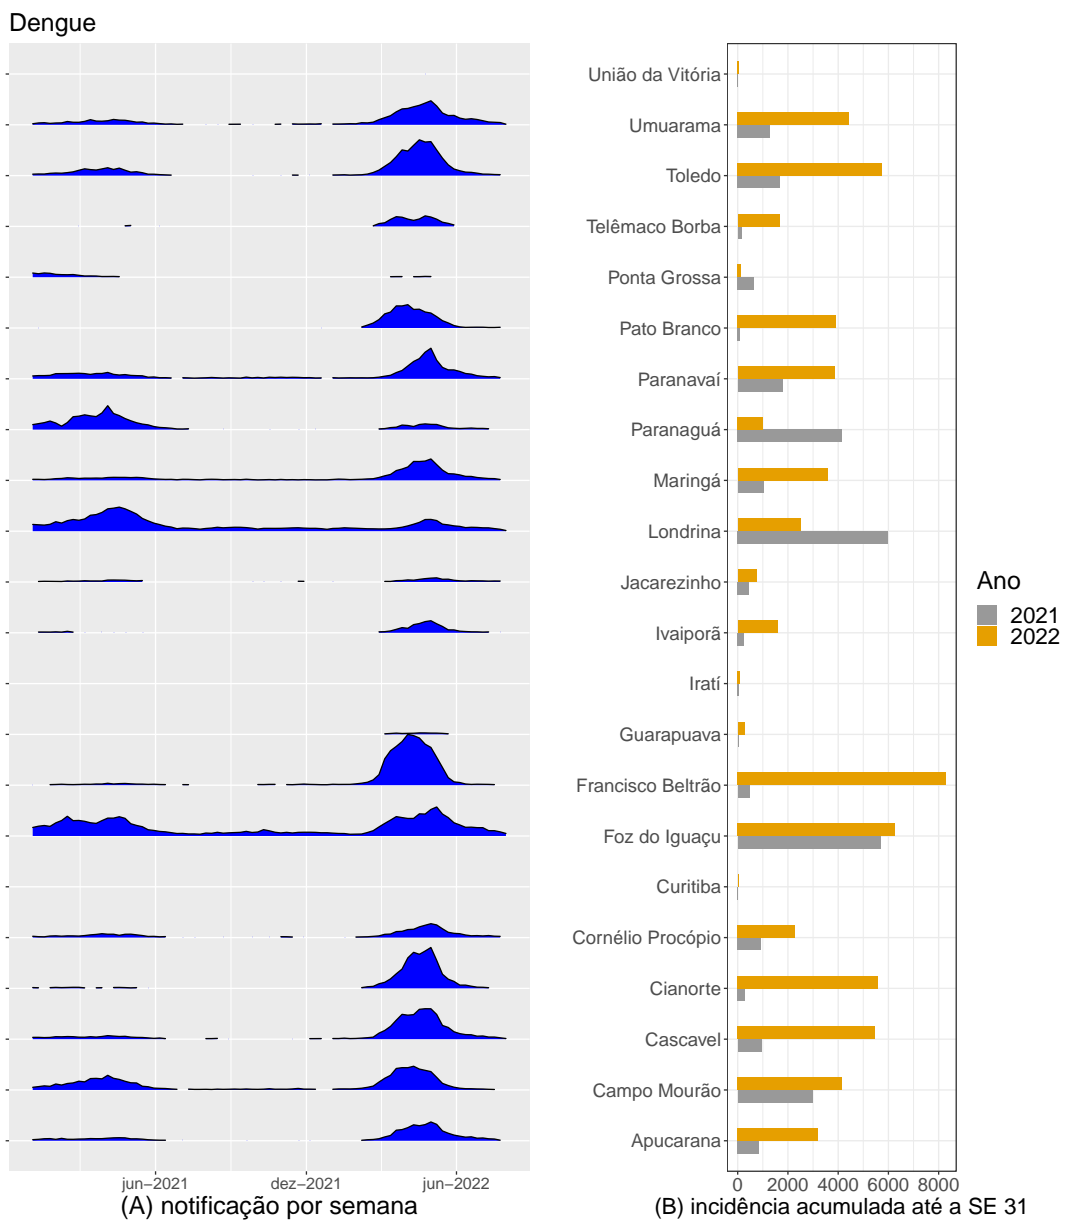 Dengue
União da Vitória
Umuarama
Toledo
Telêmaco Borba
Ponta Grossa
Pato Branco
Paranavaí
Paranaguá
Maringá
Londrina
Jacarezinho
Ivaiporã
Iratí
Guarapuava
Francisco Beltrão
Foz do Iguaçu
Curitiba
Cornélio Procópio
Cianorte
Cascavel
Campo Mourão
Apucarana
Ano
2021
2022
jun−2021 dez−2021 jun−2022
0 2000 4000 6000 8000
(A) notificação por semana
(B) incidência acumulada até a SE 31